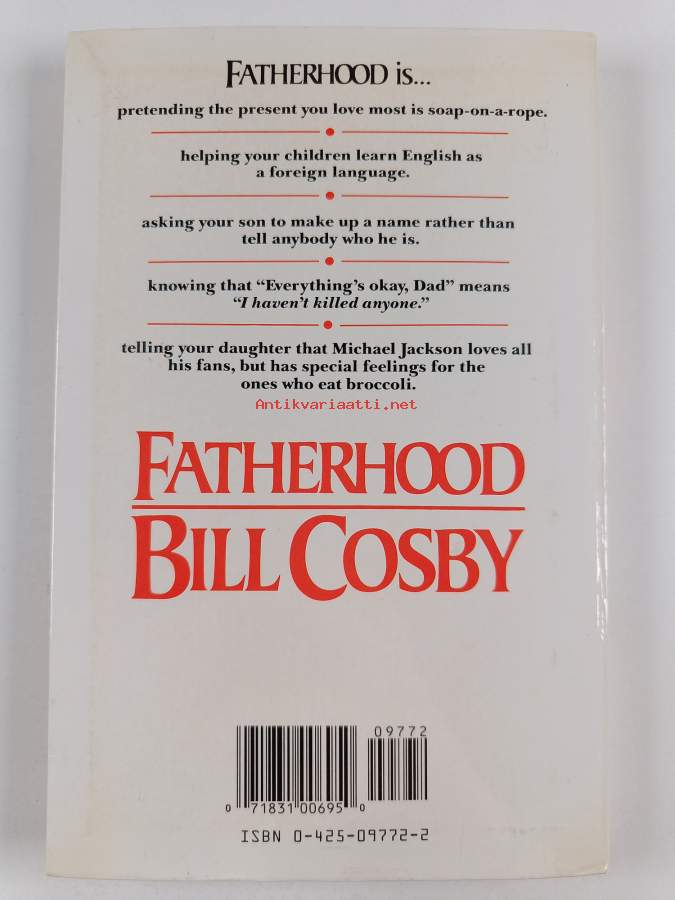 FATHERHOOD is...
pretending the present you love most is soap-on-a-rope.
helping your children learn English as
a foreign language.
asking your son to make up a name rather than
tell anybody who he is.
knowing that “Everything’s okay, Dad” means
“I haven’t killed anyone.”
telling your daughter that Michael Jackson loves all
his fans, but has special feelings for the
ones who eat broccoli.
Antikvariaatti.net
FATHERHOOD
BILL COSBY
09772
0 71831 00695 0
ISBN 0-425-09772-2